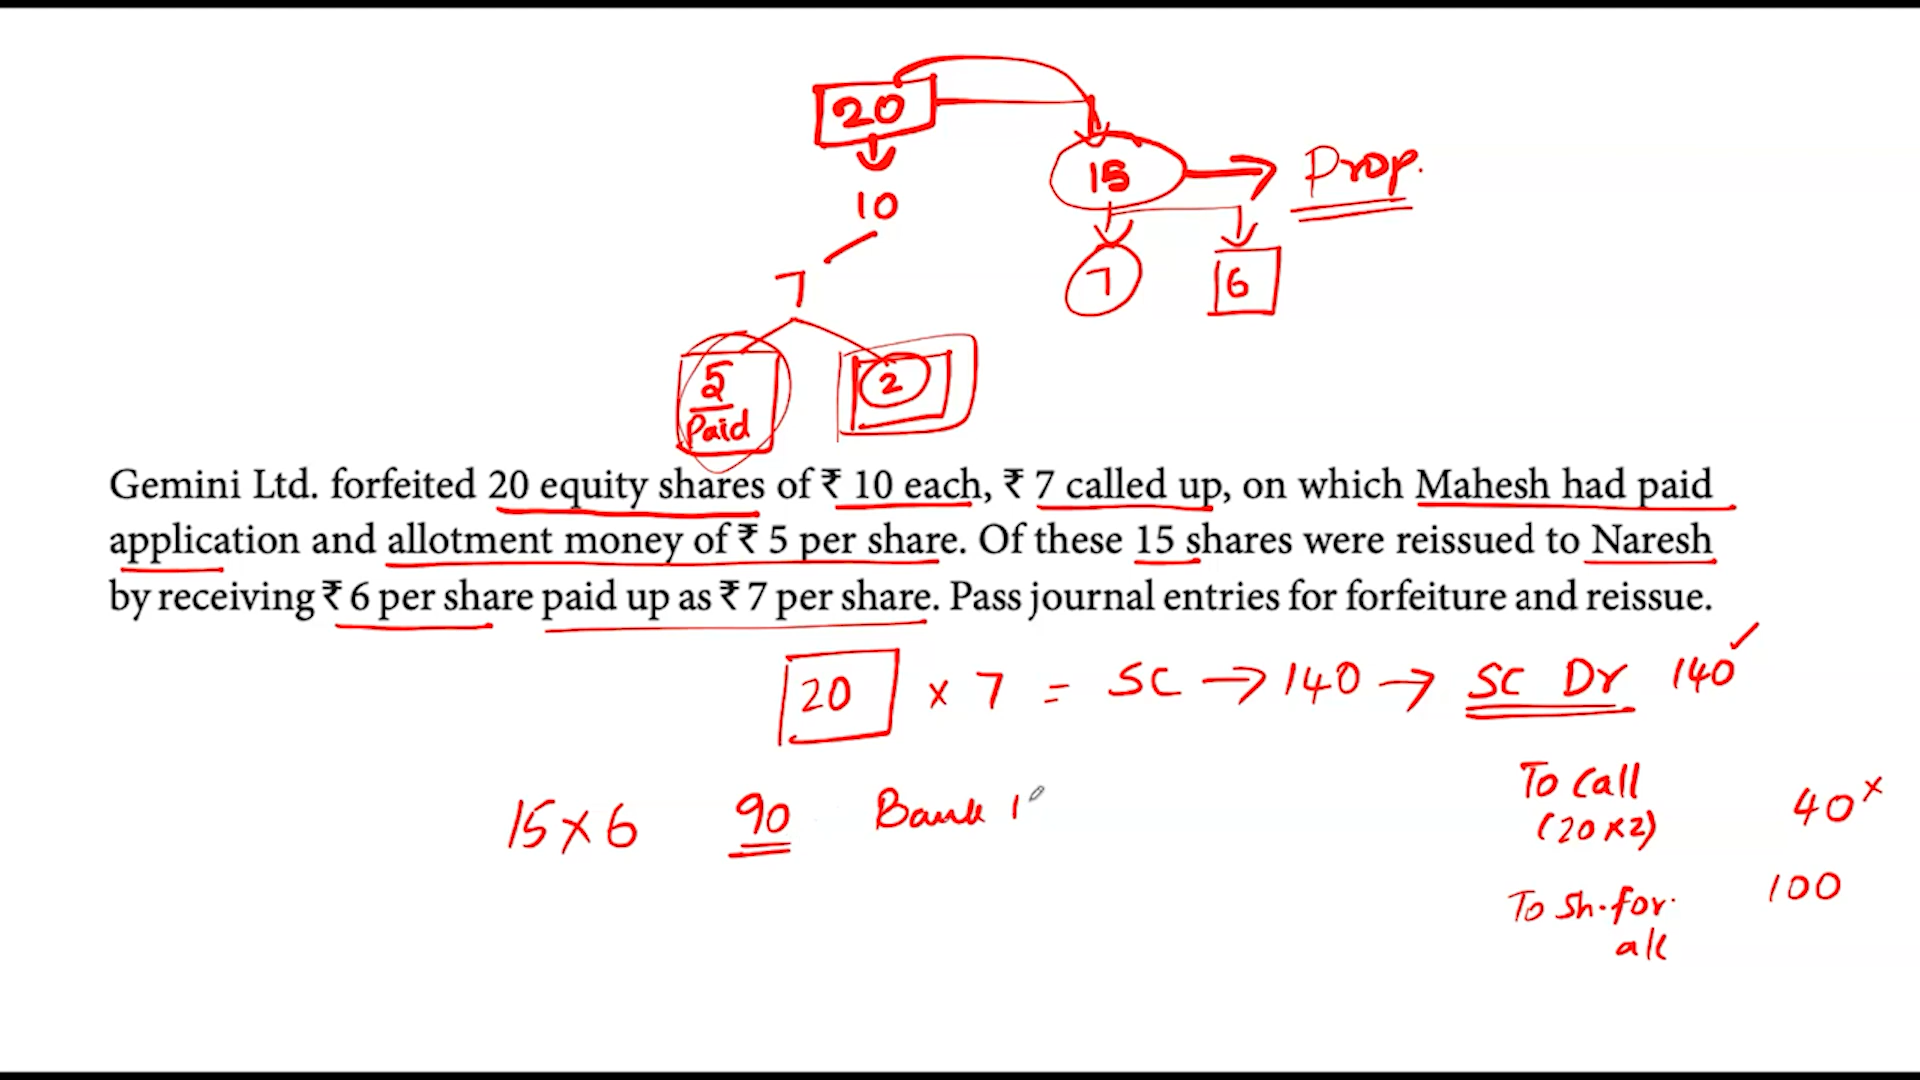 20
10
15
Prop.
7
7
6
5
Paid
2
Gemini Ltd. forfeited 20 equity shares of ₹ 10 each, ₹ 7 called up, on which Mahesh had paid
application and allotment money of ₹ 5 per share. Of these 15 shares were reissued to Naresh
by receiving ₹ 6 per share paid up as ₹ 7 per share. Pass journal entries for forfeiture and reissue.
20 × 7 = SC → 140 → SC Dr 140 ✓
15 × 6 90 Bank
To Call 40 ×
(20 × 2)
To Sh. for. 100
a/c